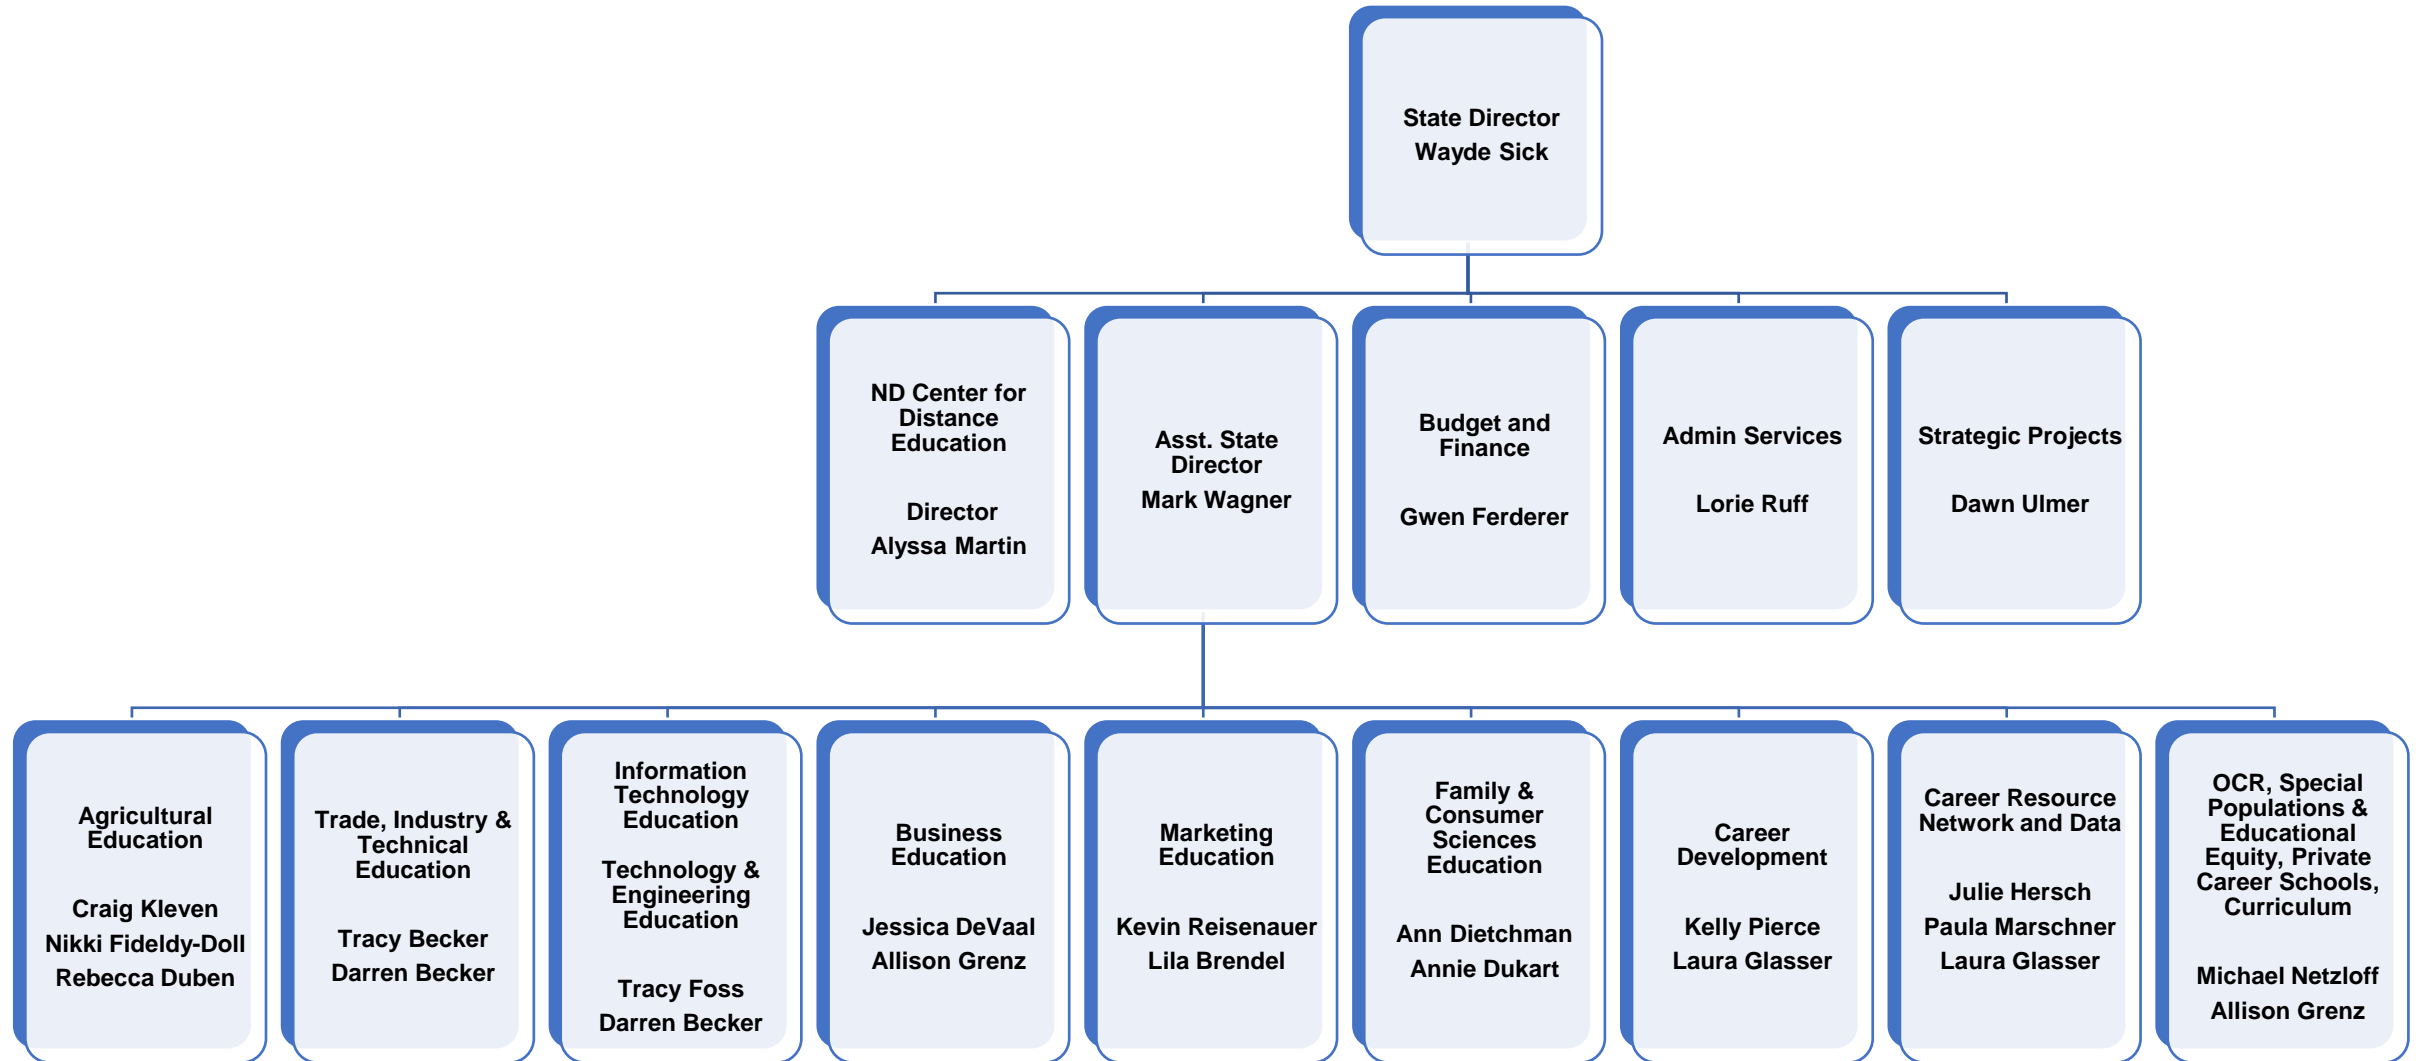 State Director
Wayde Sick
ND Center for
Distance
Education
Director
Alyssa Martin
Asst. State
Director
Mark Wagner
Budget and
Finance
Gwen Ferderer
Admin Services
Lorie Ruff
Strategic Projects
Dawn Ulmer
Agricultural
Education
Craig Kleven
Nikki Fideldy-Doll
Rebecca Duben
Trade, Industry &
Technical
Education
Tracy Becker
Darren Becker
Information
Technology
Education
Technology &
Engineering
Education
Tracy Foss
Darren Becker
Business
Education
Jessica DeVaal
Allison Grenz
Marketing
Education
Kevin Reisenauer
Lila Brendel
Family &
Consumer
Sciences
Education
Ann Dietchman
Annie Dukart
Career
Development
Kelly Pierce
Laura Glasser
Career Resource
Network and Data
Julie Hersch
Paula Marschner
Laura Glasser
OCR, Special
Populations &
Educational
Equity, Private
Career Schools,
Curriculum
Michael Netzloff
Allison Grenz